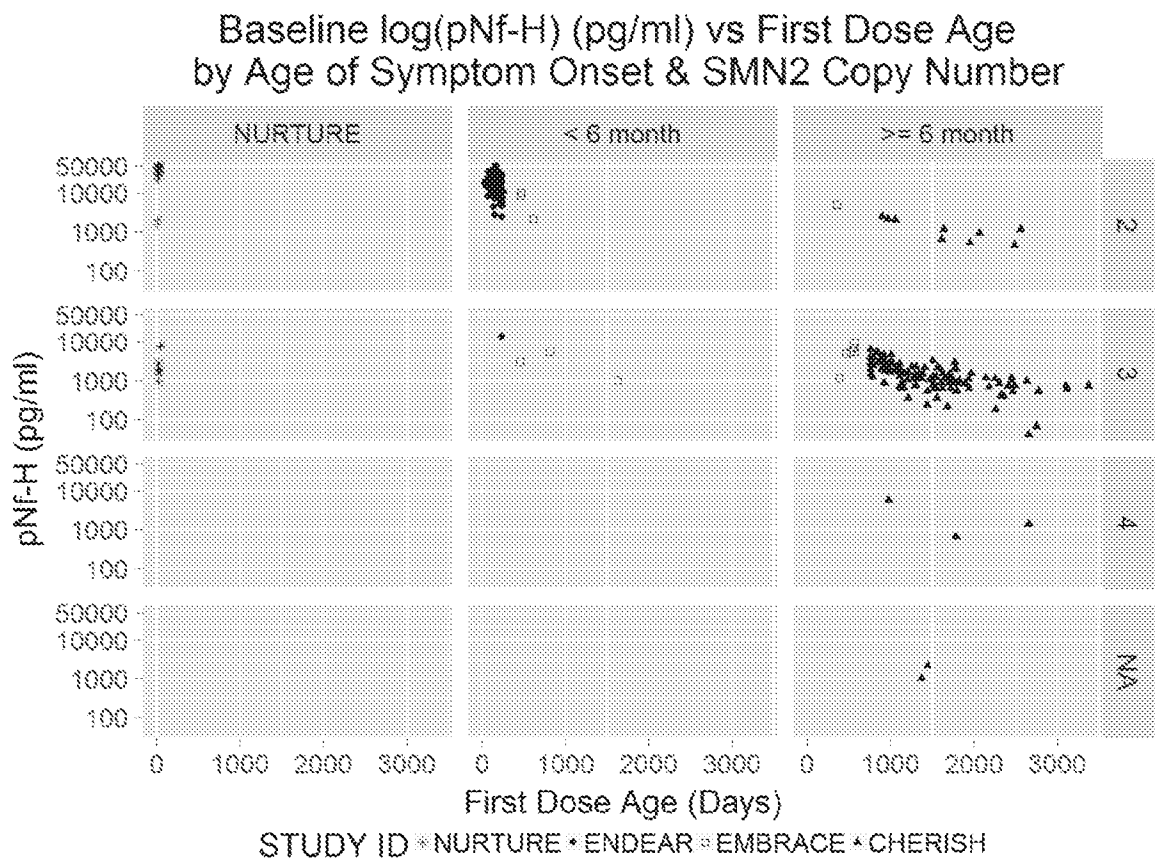 Baseline log(pNf-H) (pg/ml) vs First Dose Age
by Age of Symptom Onset & SMN2 Copy Number
NURTURE
< 6 month
>= 6 month
pNf-H (pg/ml)
50000
10000
1000
100
2
50000
10000
1000
100
3
50000
10000
1000
100
4
50000
10000
1000
100
NA
0 1000 2000 3000 0 1000 2000 3000 0 1000 2000 3000
First Dose Age (Days)
STUDY ID NURTURE ENDEAR EMBRACE CHERISH